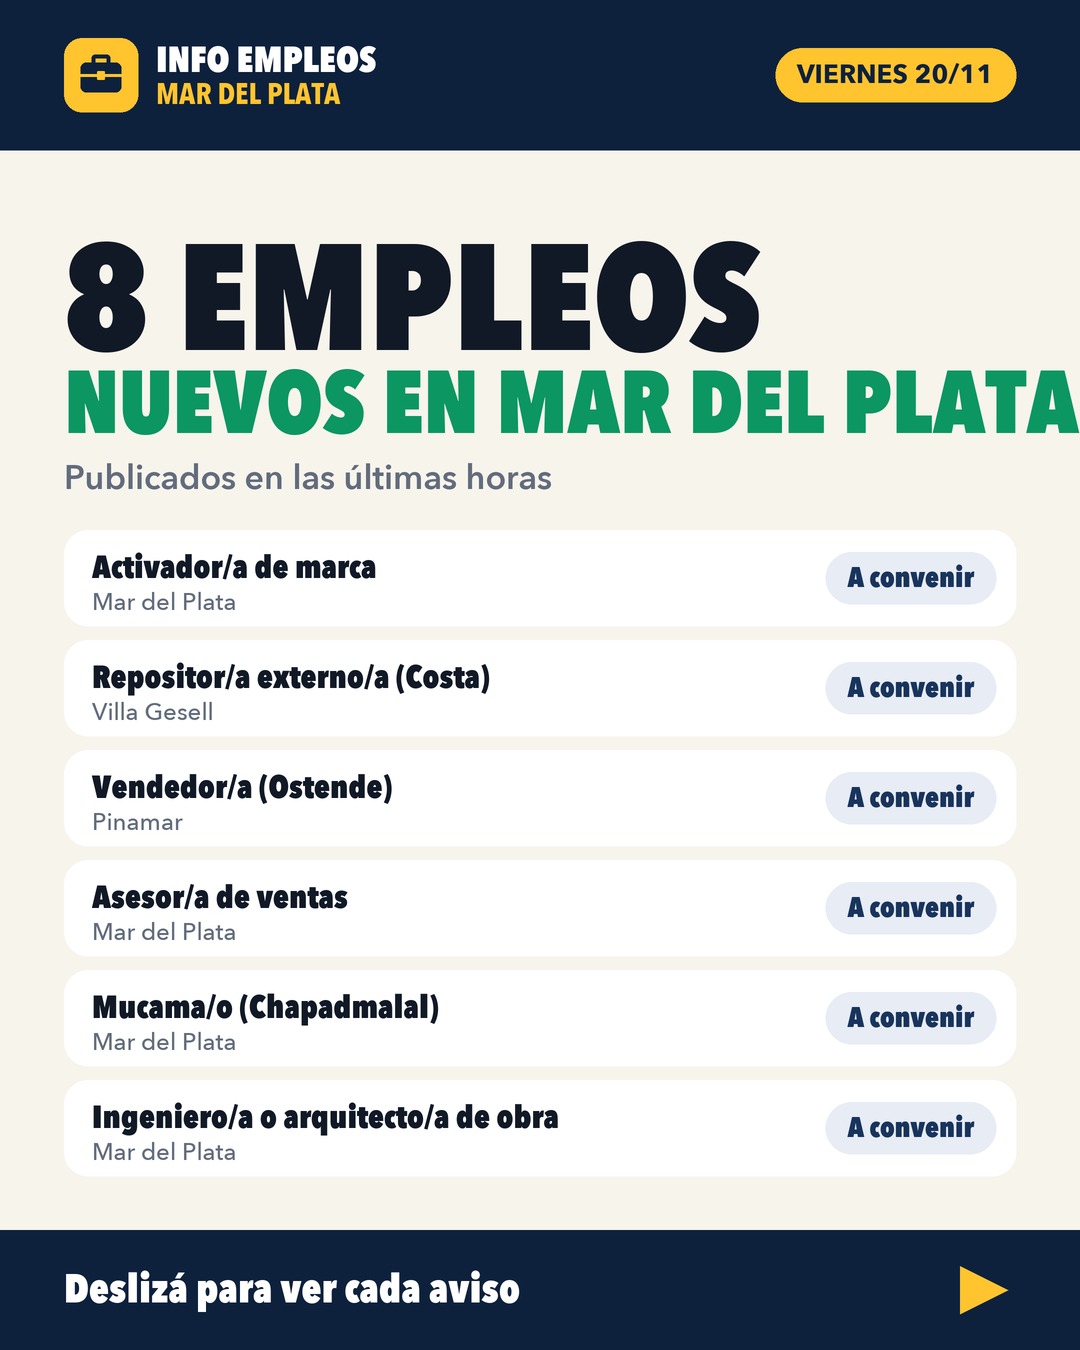 INFO EMPLEOS
MAR DEL PLATA
VIERNES 20/11
8 EMPLEOS
NUEVOS EN MAR DEL PLATA
Publicados en las últimas horas
Activador/a de marca
Mar del Plata
A convenir
Repositor/a externo/a (Costa)
Villa Gesell
A convenir
Vendedor/a (Ostende)
Pinamar
A convenir
Asesor/a de ventas
Mar del Plata
A convenir
Mucama/o (Chapadmalal)
Mar del Plata
A convenir
Ingeniero/a o arquitecto/a de obra
Mar del Plata
A convenir
Deslizá para ver cada aviso